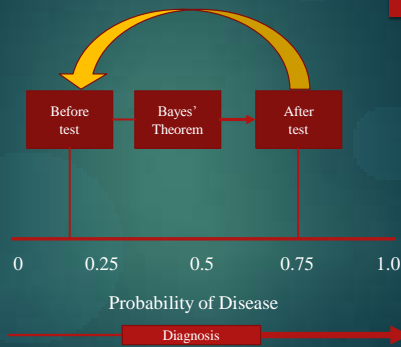 Before
test
Bayes'
Theorem
After
test
0 0.25 0.5 0.75 1.0
Probability of Disease
Diagnosis